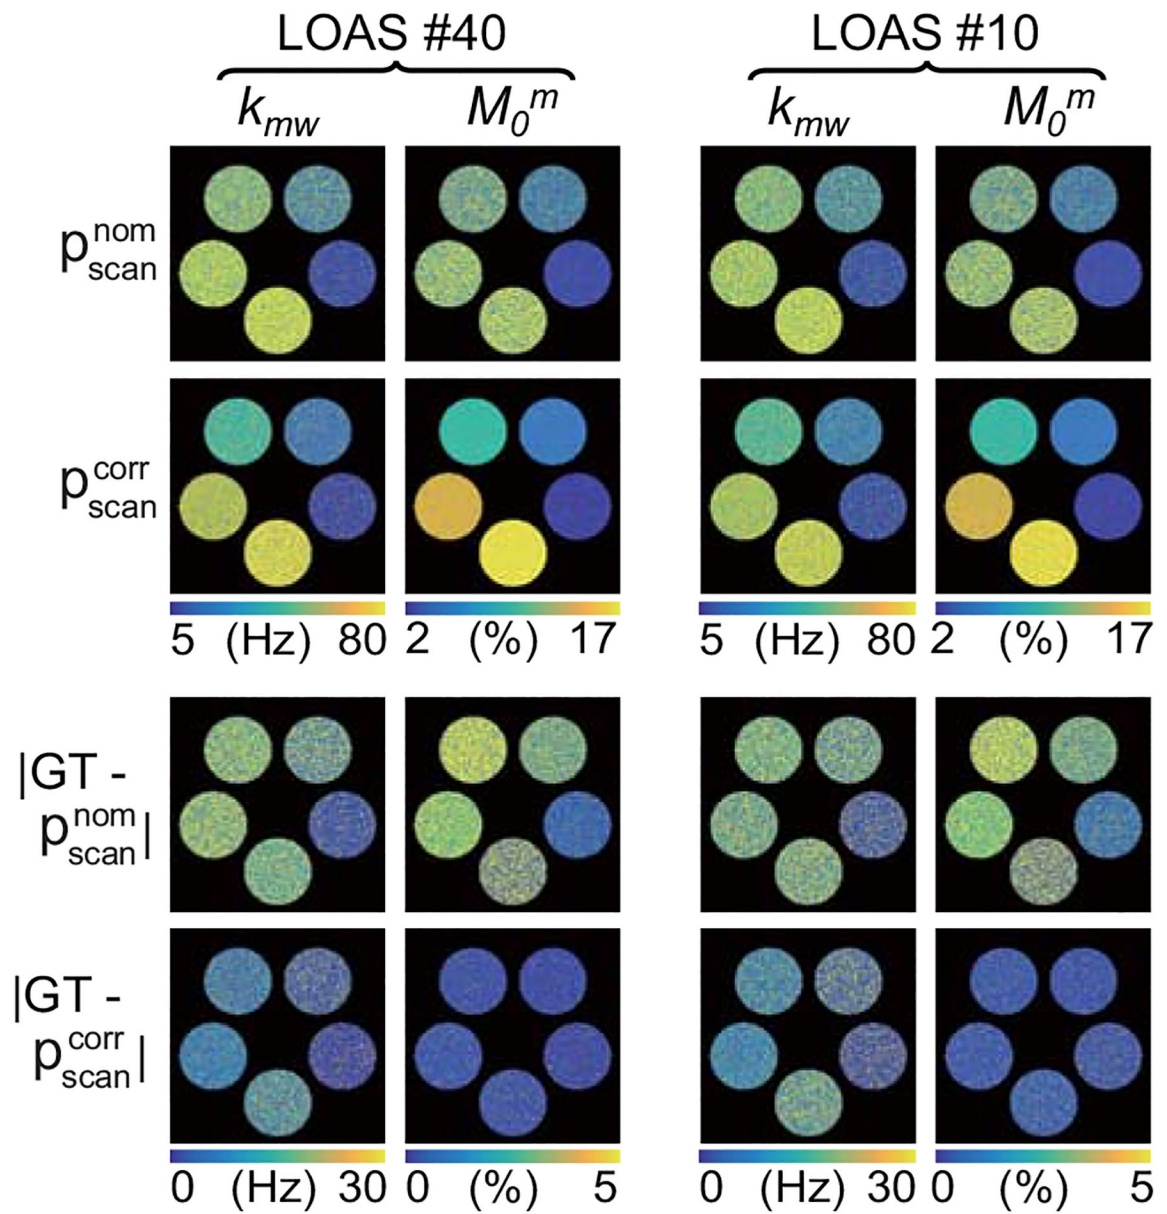 LOAS #40 LOAS #10
kmw M0m kmw M0m
pnomscan
pcorrscan
5 (Hz) 80 2 (%) 17 5 (Hz) 80 2 (%) 17
|GT -
pnomscan|
|GT -
pcorrscan|
0 (Hz) 30 0 (%) 5 0 (Hz) 30 0 (%) 5